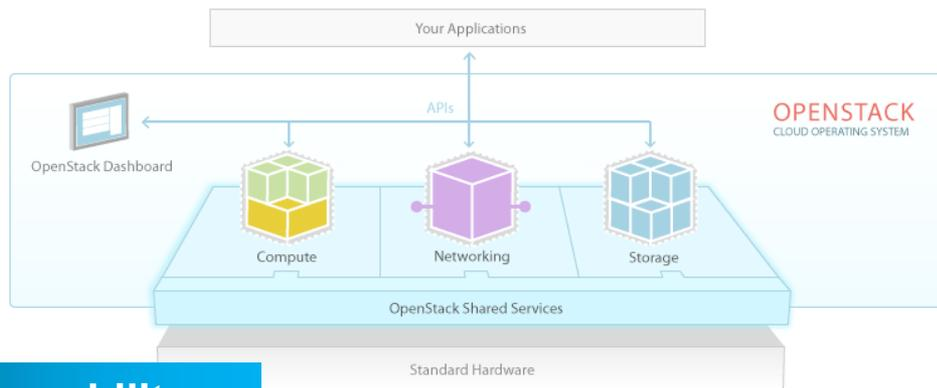 Your Applications
APIs
OPENSTACK
CLOUD OPERATING SYSTEM
OpenStack Dashboard
Compute
Networking
Storage
OpenStack Shared Services
Standard Hardware